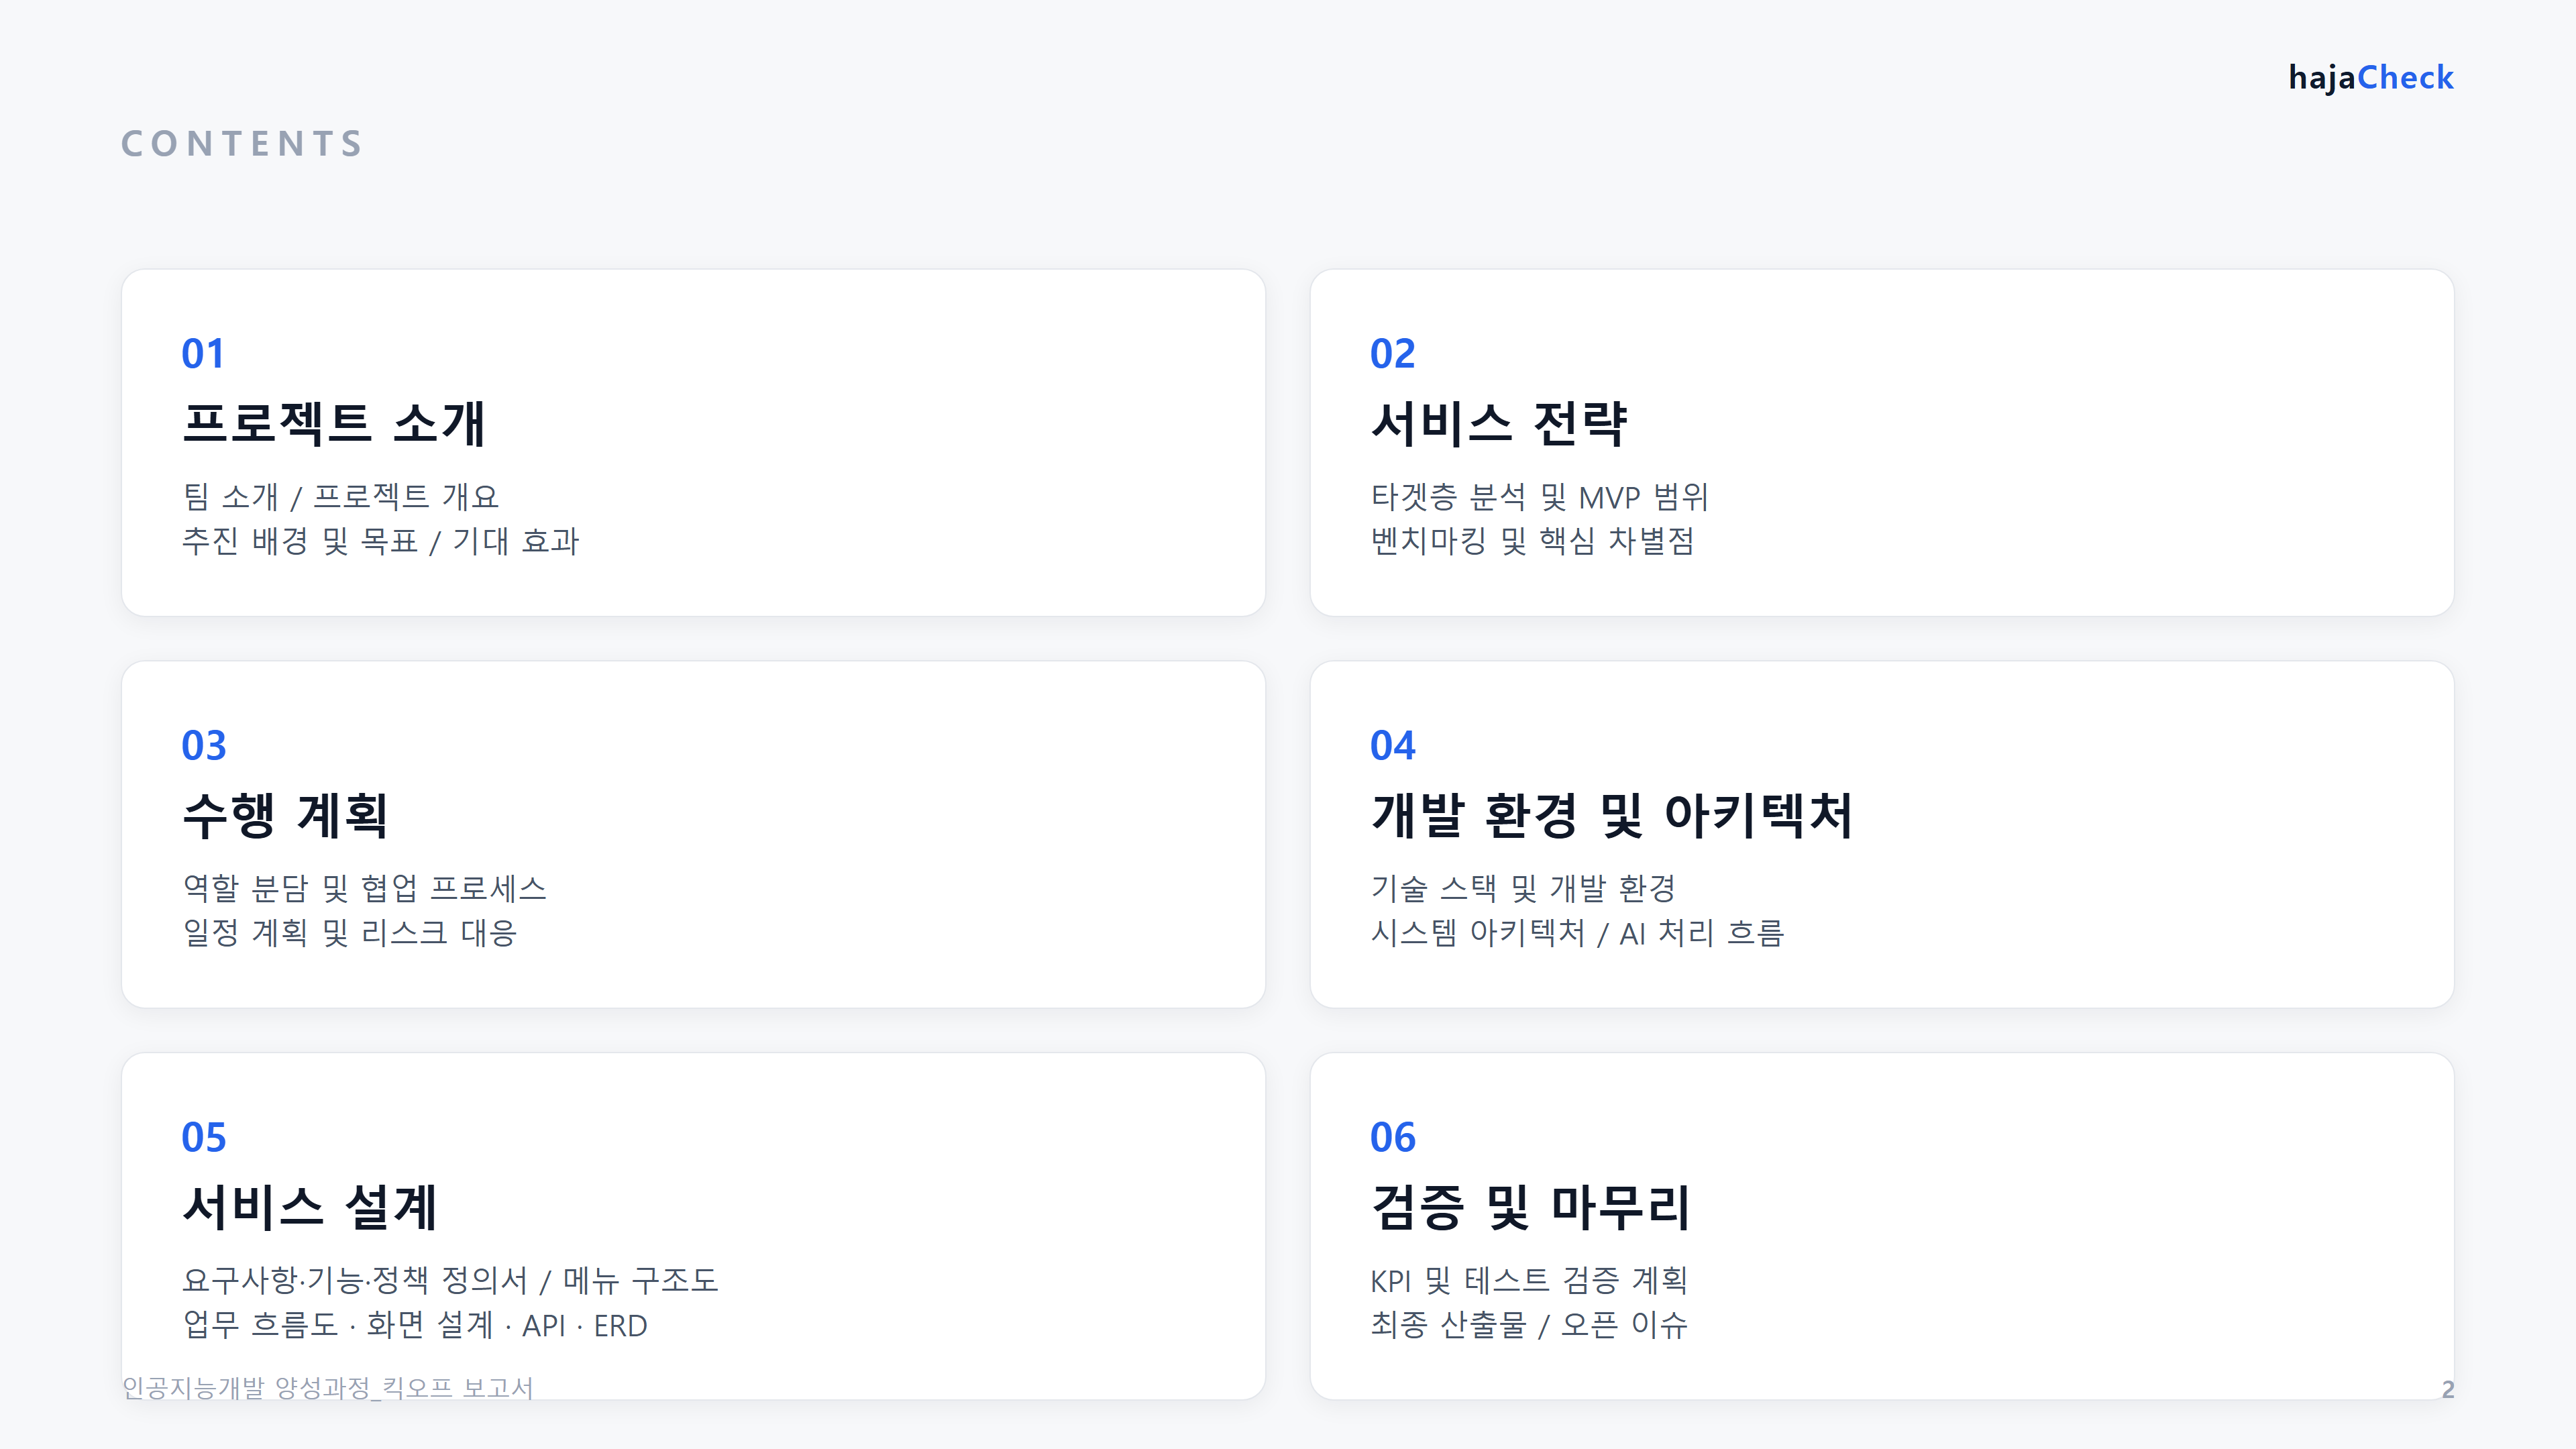 hajaCheck
CONTENTS
01
프로젝트 소개
팀 소개 / 프로젝트 개요
추진 배경 및 목표 / 기대 효과
02
서비스 전략
타겟층 분석 및 MVP 범위
벤치마킹 및 핵심 차별점
03
수행 계획
역할 분담 및 협업 프로세스
일정 계획 및 리스크 대응
04
개발 환경 및 아키텍처
기술 스택 및 개발 환경
시스템 아키텍처 / AI 처리 흐름
05
서비스 설계
요구사항·기능·정책 정의서 / 메뉴 구조도
업무 흐름도 · 화면 설계 · API · ERD
06
검증 및 마무리
KPI 및 테스트 검증 계획
최종 산출물 / 오픈 이슈
인공지능개발 양성과정_킥오프 보고서
2